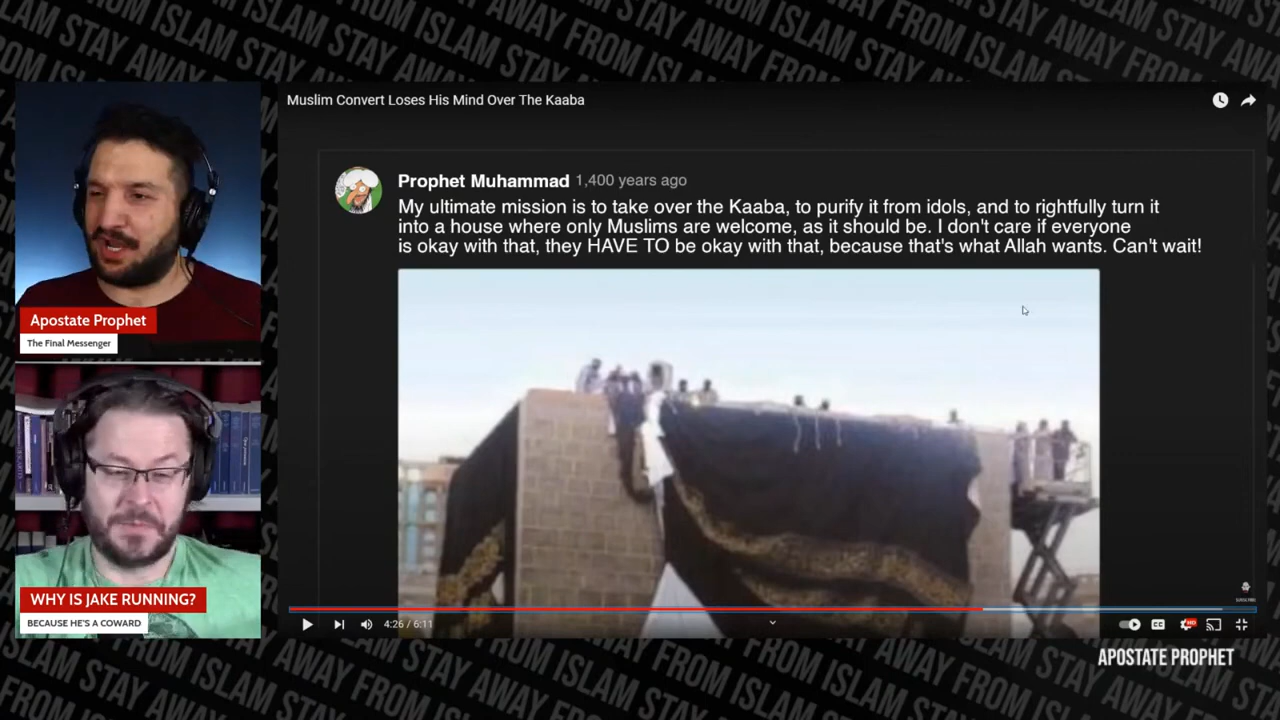 STAY AWAY FROM ISLAM STAY AWAY FROM ISLAM
Muslim Convert Loses His Mind Over The Kaaba
Prophet Muhammad 1,400 years ago
My ultimate mission is to take over the Kaaba, to purify it from idols, and to rightfully turn it
into a house where only Muslims are welcome, as it should be. I don't care if everyone
is okay with that, they HAVE TO be okay with that, because that's what Allah wants. Can't wait!
Apostate Prophet
The Final Messenger
WHY IS JAKE RUNNING?
BECAUSE HE'S A COWARD
4:26 / 6:11
CC
HD
APOSTATE PROPHET